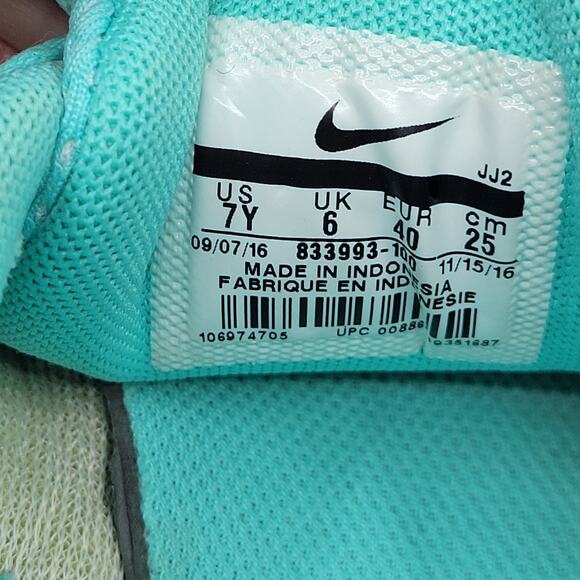 JJ2
US UK EUR cm
7Y 6 40 25
09/07/16 833993-100 11/15/16
MADE IN INDONESIA
FABRIQUE EN INDONESIE
106974705 UPC 00886
351687